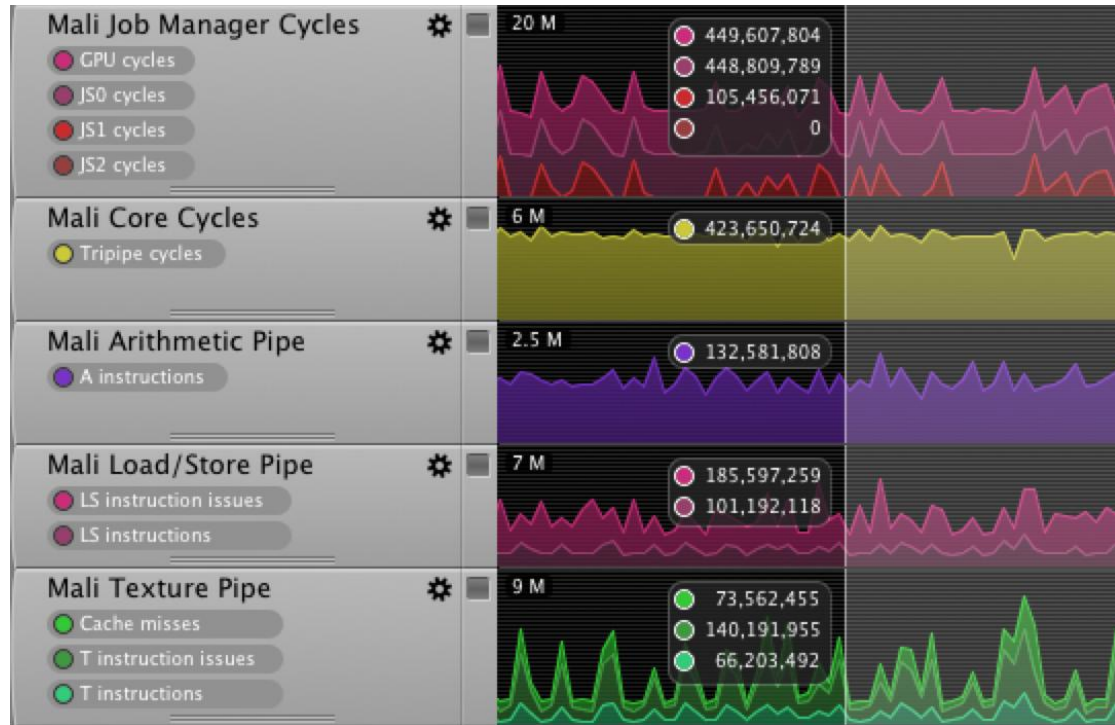 Mali Job Manager Cycles
GPU cycles
JS0 cycles
JS1 cycles
JS2 cycles
20 M
449,607,804
448,809,789
105,456,071
0
Mali Core Cycles
Tripipe cycles
6 M
423,650,724
Mali Arithmetic Pipe
A instructions
2.5 M
132,581,808
Mali Load/Store Pipe
LS instruction issues
LS instructions
7 M
185,597,259
101,192,118
Mali Texture Pipe
Cache misses
T instruction issues
T instructions
9 M
73,562,455
140,191,955
66,203,492